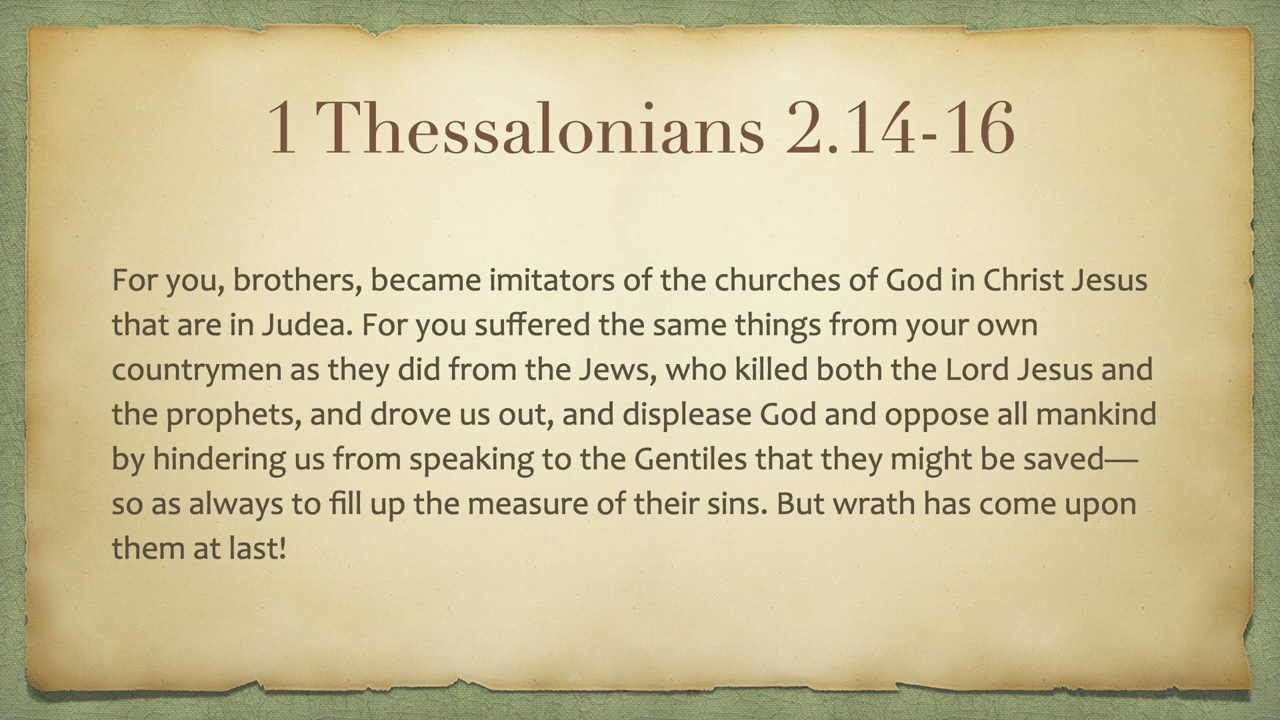 1 Thessalonians 2.14-16
For you, brothers, became imitators of the churches of God in Christ Jesus
that are in Judea. For you suffered the same things from your own
countrymen as they did from the Jews, who killed both the Lord Jesus and
the prophets, and drove us out, and displease God and oppose all mankind
by hindering us from speaking to the Gentiles that they might be saved—
so as always to fill up the measure of their sins. But wrath has come upon
them at last!